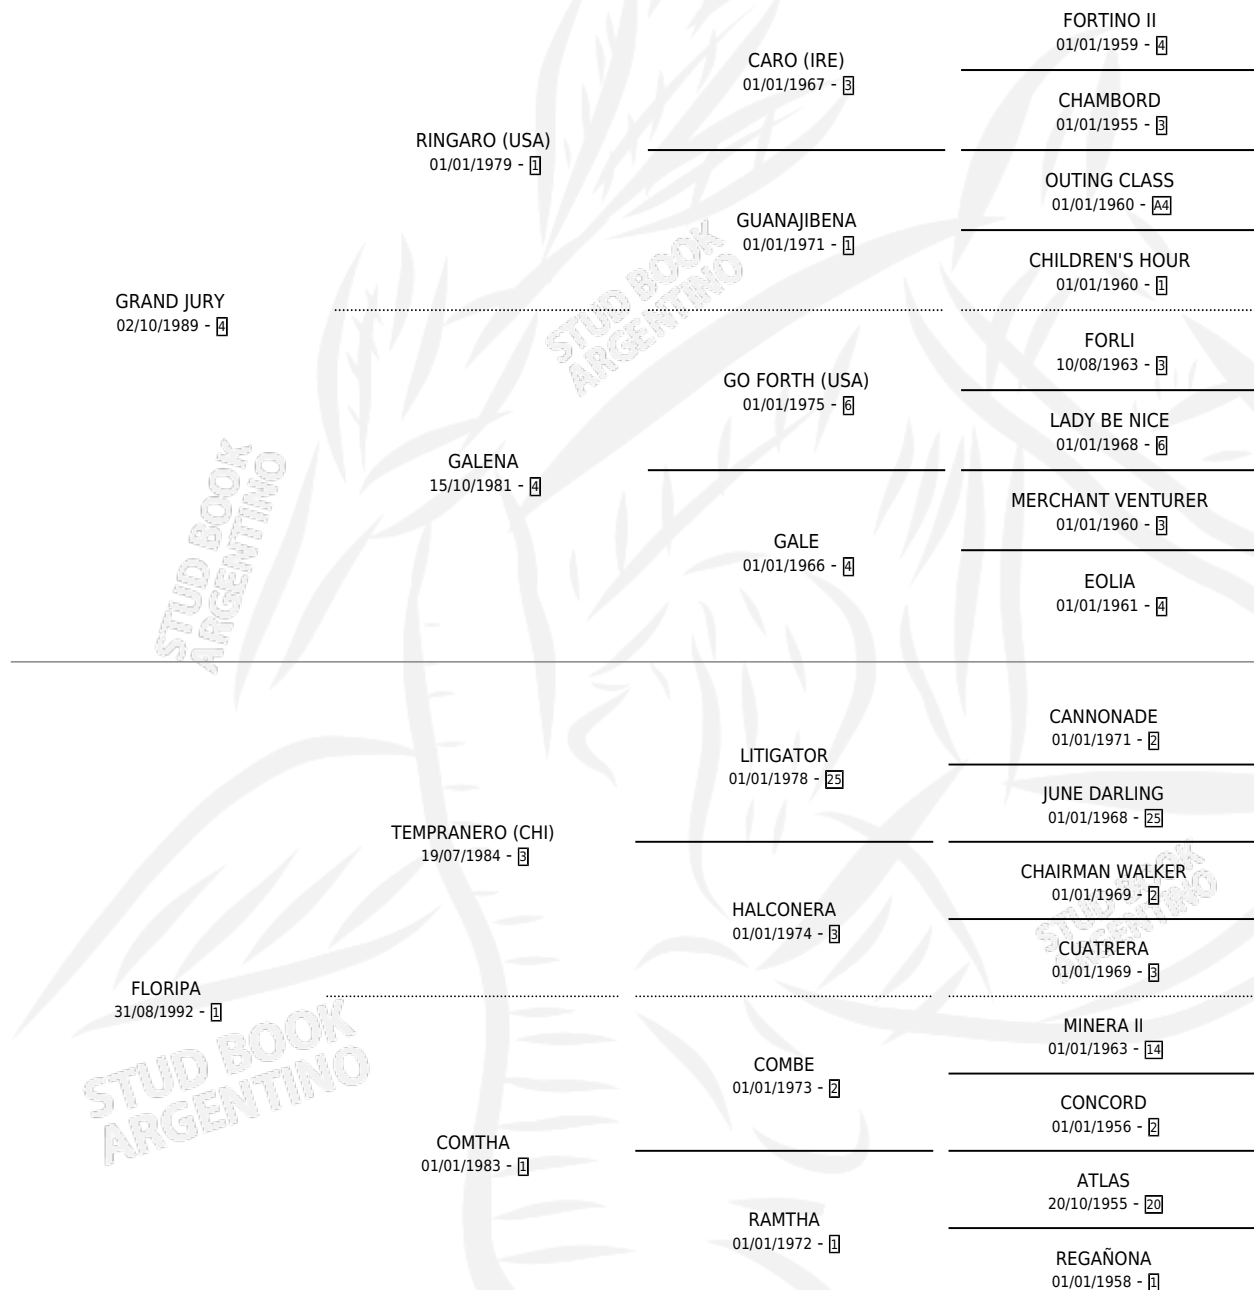 FORTINO II
01/01/1959 - 4
CARO (IRE)
01/01/1967 - 3
CHAMBORD
01/01/1955 - 3
RINGARO (USA)
01/01/1979 - 1
OUTING CLASS
01/01/1960 - A4
GUANAJIBENA
01/01/1971 - 1
CHILDREN'S HOUR
01/01/1960 - 1
GRAND JURY
02/10/1989 - 4
FORLI
10/08/1963 - 3
GO FORTH (USA)
01/01/1975 - 6
LADY BE NICE
01/01/1968 - 6
GALENA
15/10/1981 - 4
MERCHANT VENTURER
01/01/1960 - 3
GALE
01/01/1966 - 4
EOLIA
01/01/1961 - 4
CANNONADE
01/01/1971 - 2
LITIGATOR
01/01/1978 - 25
JUNE DARLING
01/01/1968 - 25
TEMPRANERO (CHI)
19/07/1984 - 3
CHAIRMAN WALKER
01/01/1969 - 2
HALCONERA
01/01/1974 - 3
CUATRERA
01/01/1969 - 3
FLORIPA
31/08/1992 - 1
MINERA II
01/01/1963 - 14
COMBE
01/01/1973 - 2
CONCORD
01/01/1956 - 2
COMTHA
01/01/1983 - 1
ATLAS
20/10/1955 - 20
RAMTHA
01/01/1972 - 1
REGAÑONA
01/01/1958 - 1
STUD BOOK
ARGENTINO
STUD BOOK
ARGENTINO
STUD BOOK
ARGENTINO
STUD BOOK
ARGENTINO